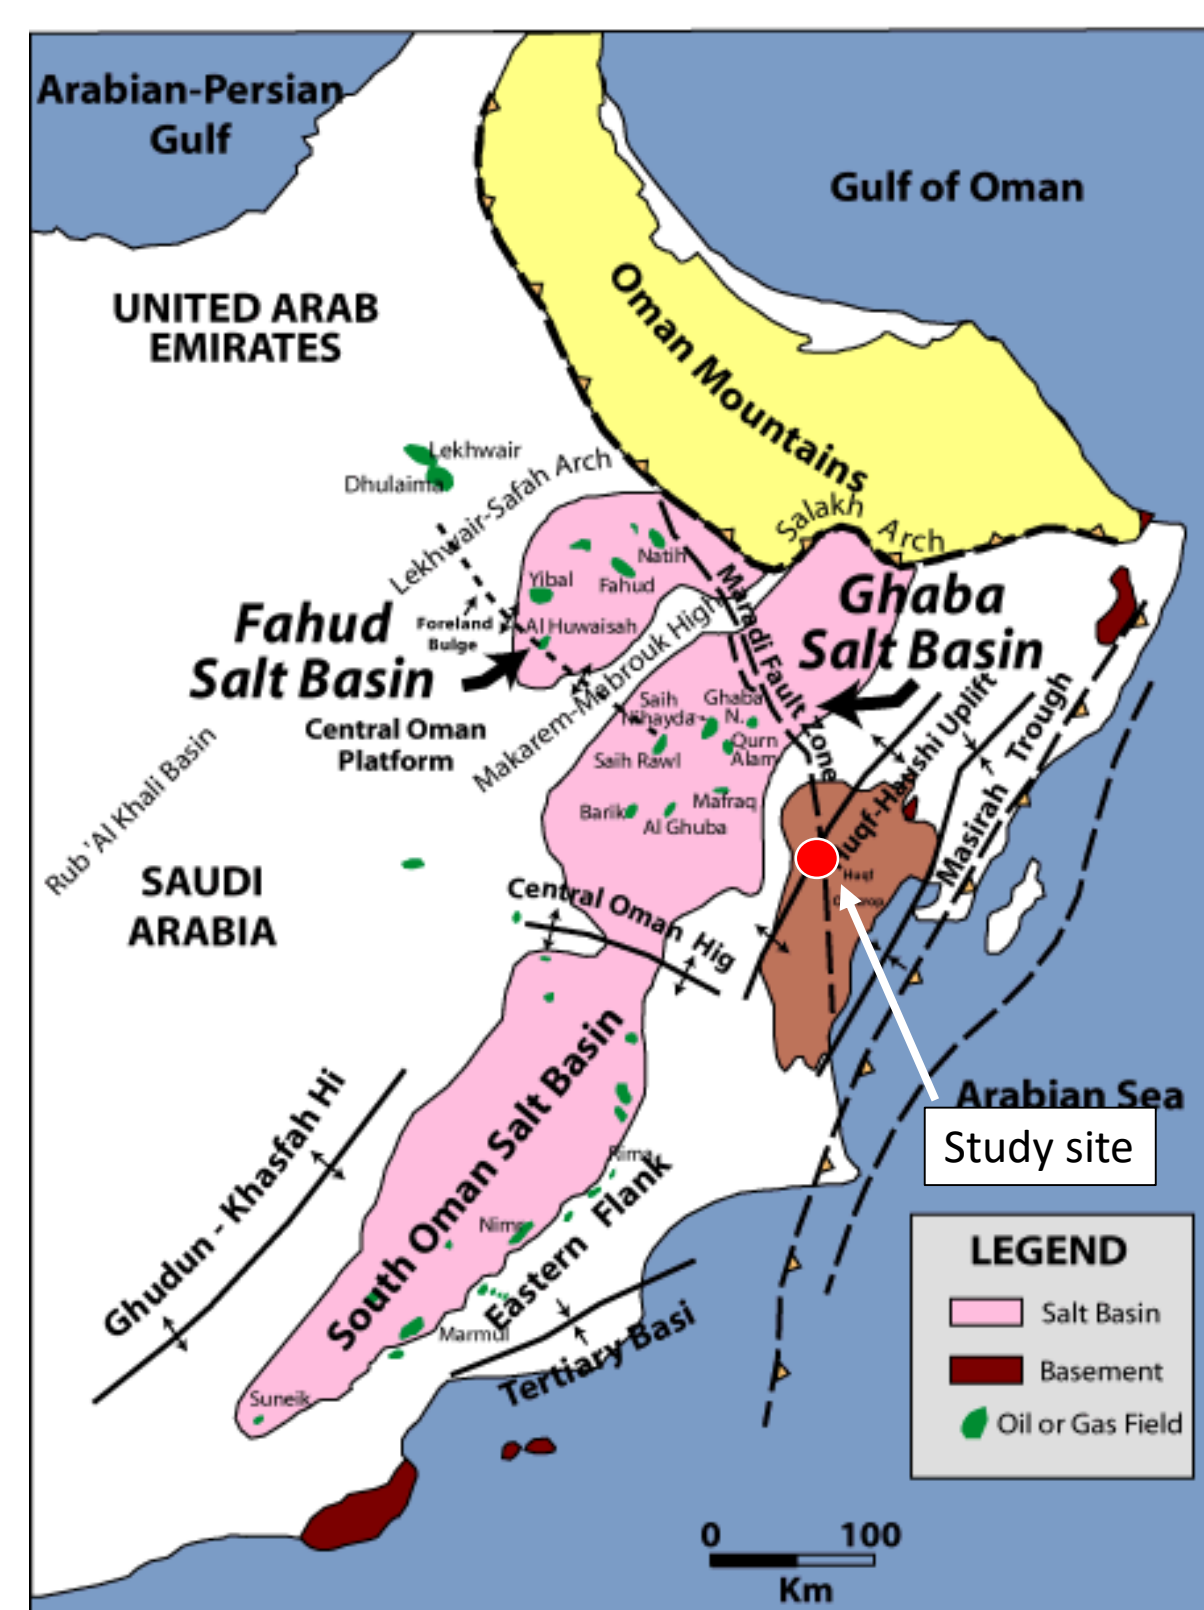 Arabian-Persian
Gulf
Gulf of Oman
UNITED ARAB
EMIRATES
Oman Mountains
Lekhwair
Dhulaima
Lekhwair-Safah Arch
Salakh Arch
Natih
Yibal
Fahud
Al Huwaisah
Foreland
Bulge
Fahud
Salt Basin
Ghaba
Salt Basin
Maradi Fault Zone
Makarem-Mabrouk High
Central Oman
Platform
Rub 'Al Khali Basin
Saih
Nihayda
Ghaba
N.
Qurn
Alam
Saih Rawl
Barik
Mafraq
Al Ghuba
Huqf-Haushi Uplift
Masirah Trough
Huqf
SAUDI
ARABIA
Central Oman Hig
South Oman Salt Basin
Ghudun - Khasfah Hi
Arabian Sea
Study site
Rima
Eastern Flank
Nimr
Marmul
Tertiary Basi
Suneik
LEGEND
Salt Basin
Basement
Oil or Gas Field
0 100
Km